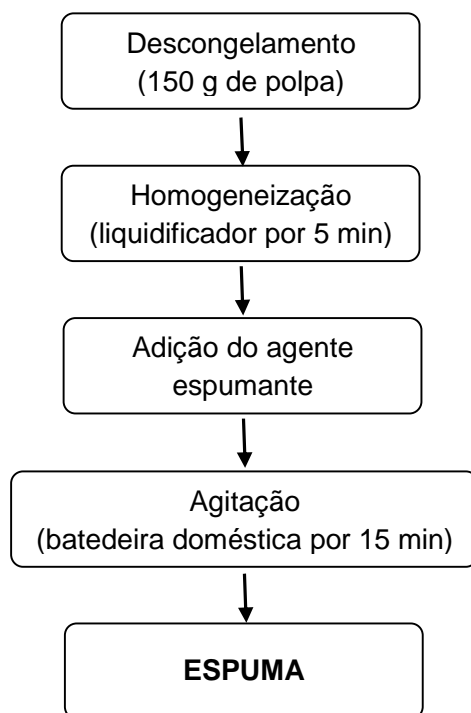 Descongelamento
(150 g de polpa)
Homogeneização
(liquidificador por 5 min)
Adição do agente
espumante
Agitação
(batedeira doméstica por 15 min)
ESPUMA